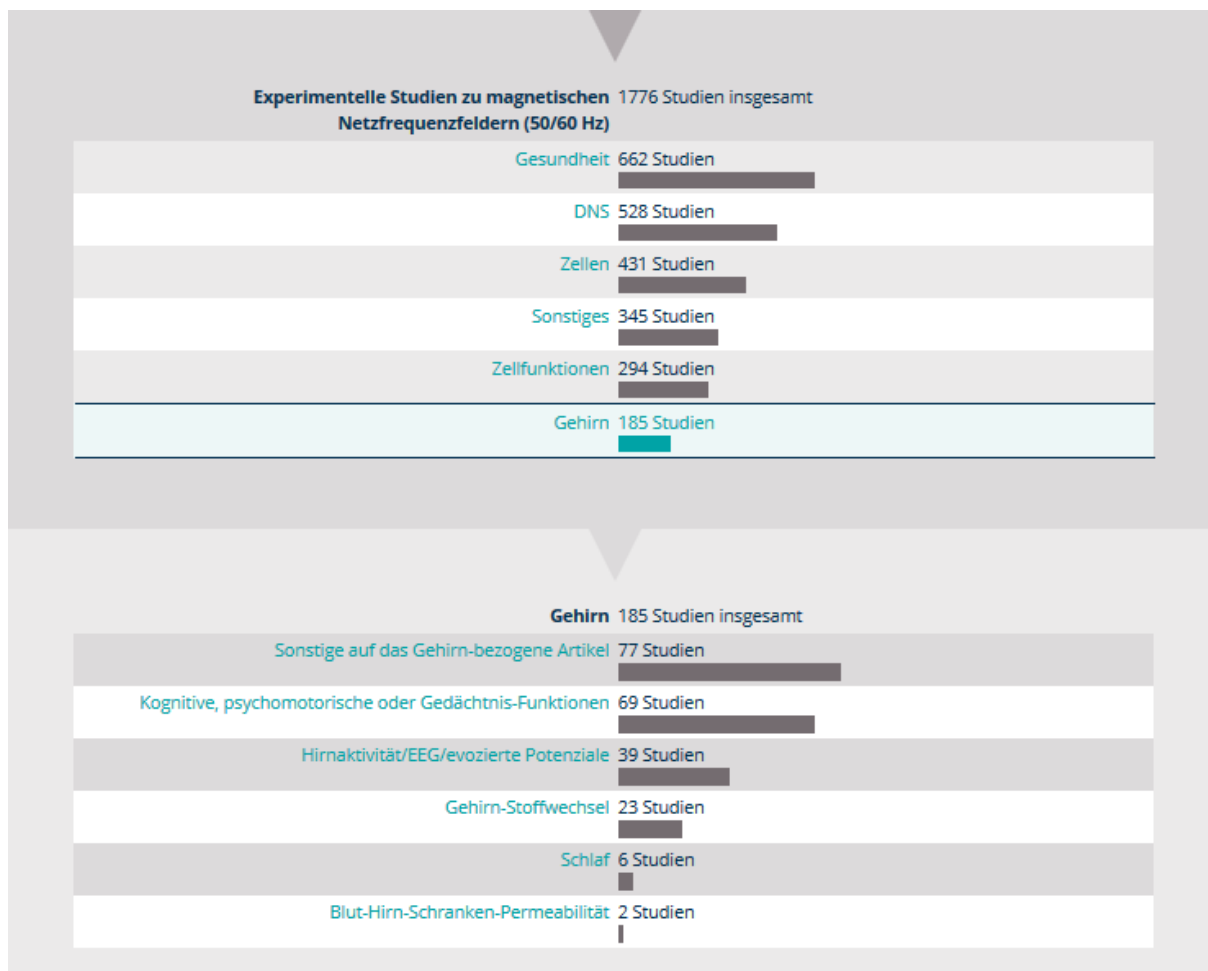 Experimentelle Studien zu magnetischen 1776 Studien insgesamt
Netzfrequenzfeldern (50/60 Hz)
Gesundheit 662 Studien
DNS 528 Studien
Zellen 431 Studien
Sonstiges 345 Studien
Zellfunktionen 294 Studien
Gehirn 185 Studien
Gehirn 185 Studien insgesamt
Sonstige auf das Gehirn-bezogene Artikel 77 Studien
Kognitive, psychomotorische oder Gedächtnis-Funktionen 69 Studien
Hirnaktivität/EEG/evozierte Potenziale 39 Studien
Gehirn-Stoffwechsel 23 Studien
Schlaf 6 Studien
Blut-Hirn-Schranken-Permeabilität 2 Studien